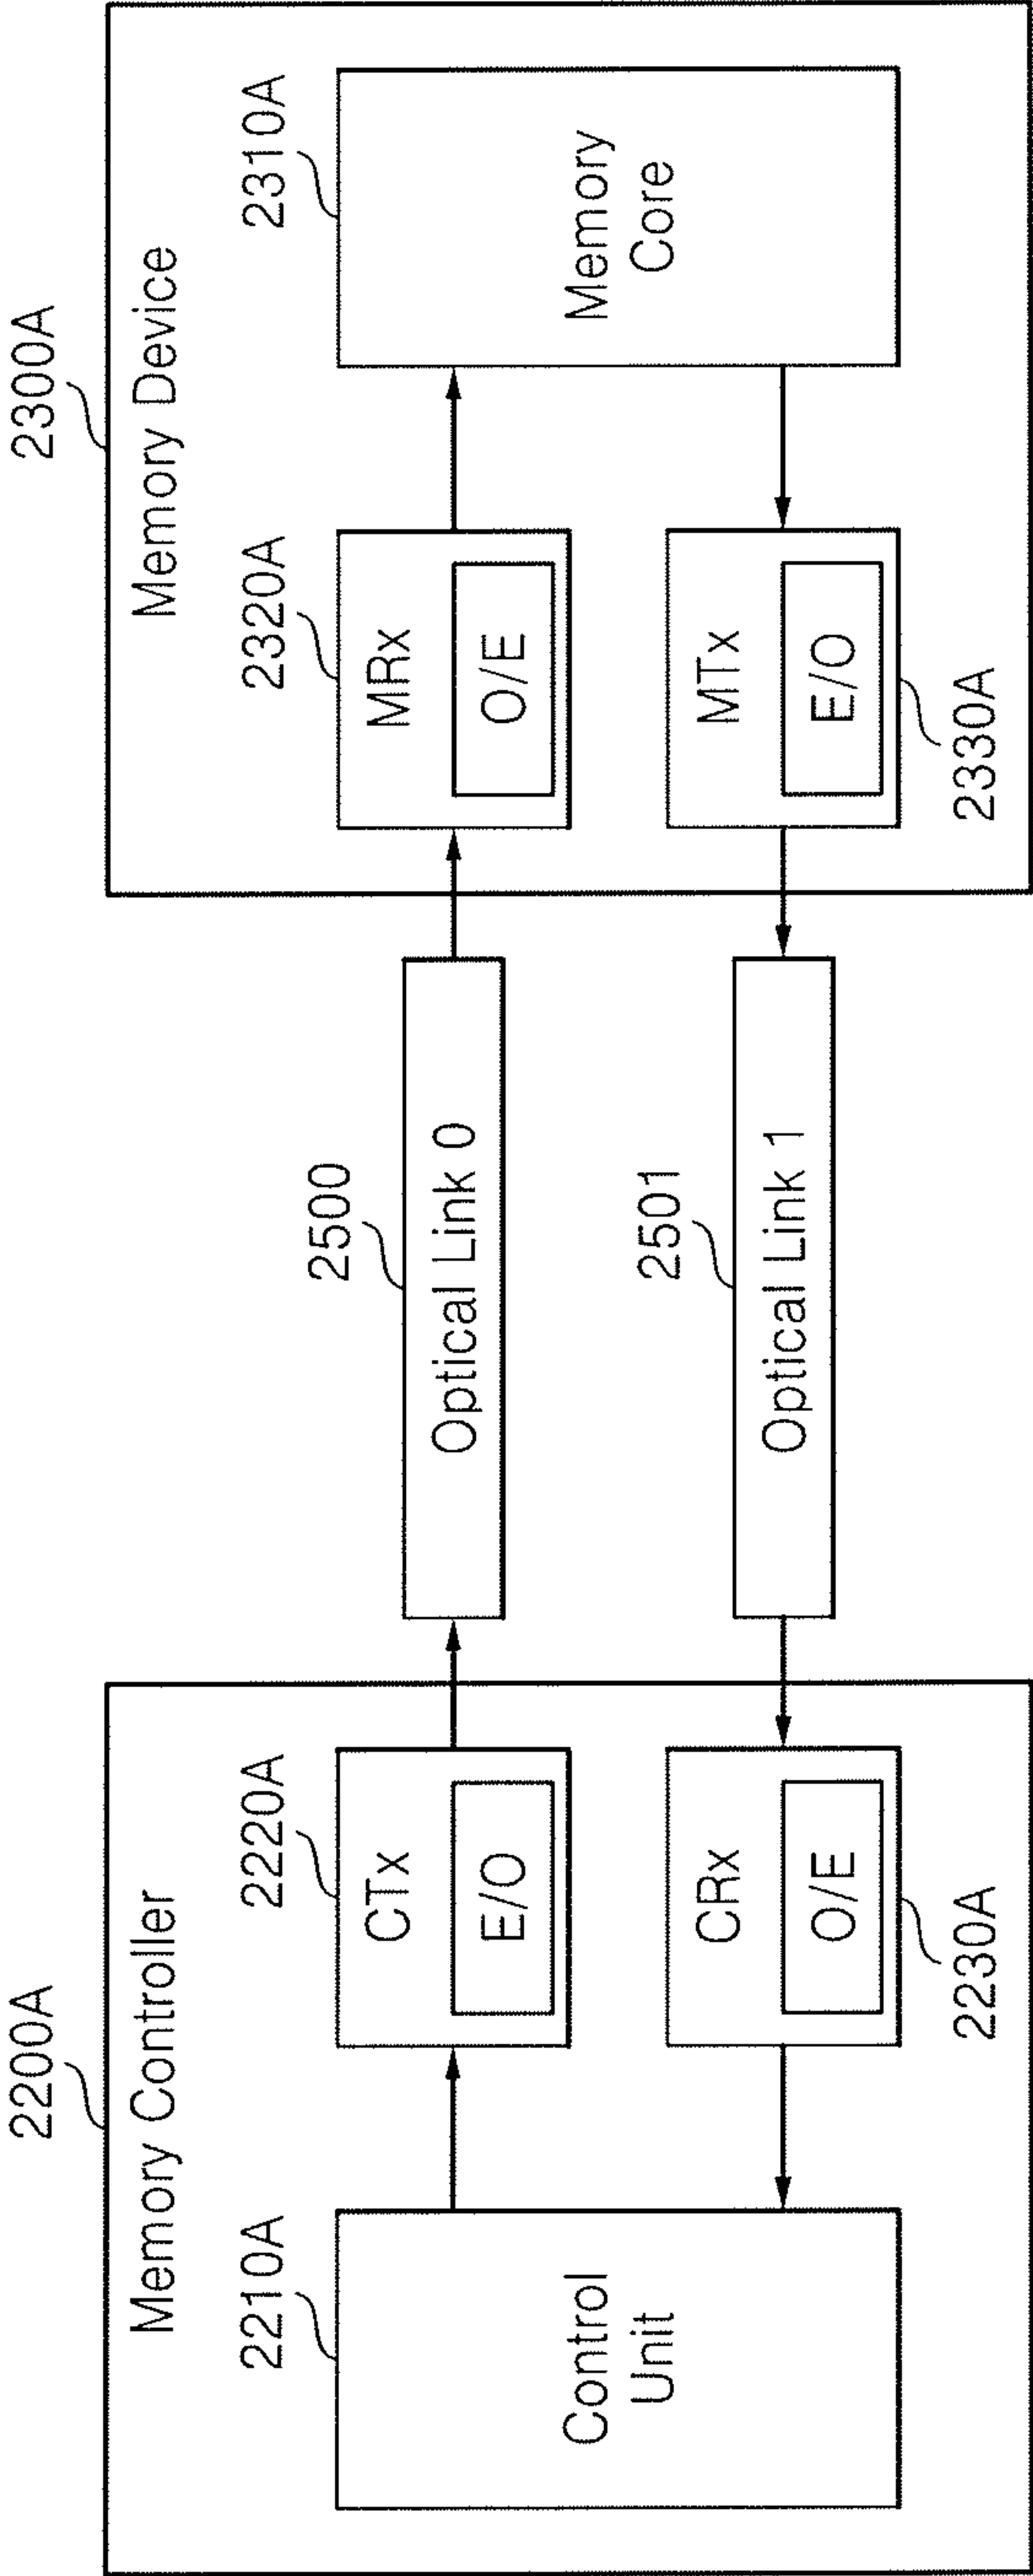 2200A
Memory Controller
2210A
Control
Unit
2220A
CTx
E/O
CRx
O/E
2230A
2500
Optical Link 0
2501
Optical Link 1
2300A
Memory Device
2320A
MRx
O/E
MTx
E/O
2330A
2310A
Memory
Core